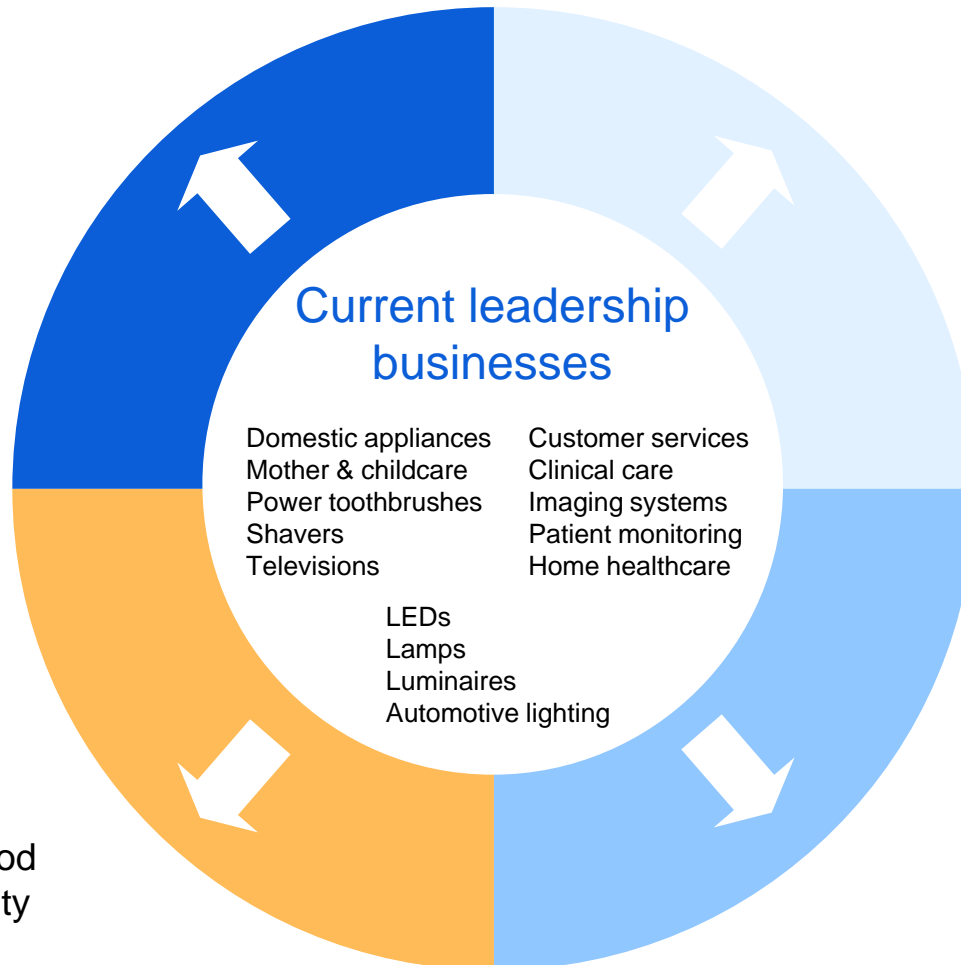 Current leadership
businesses
Domestic appliances
Mother & childcare
Power toothbrushes
Shavers
Televisions
Customer services
Clinical care
Imaging systems
Patient monitoring
Home healthcare
LEDs
Lamps
Luminaires
Automotive lighting